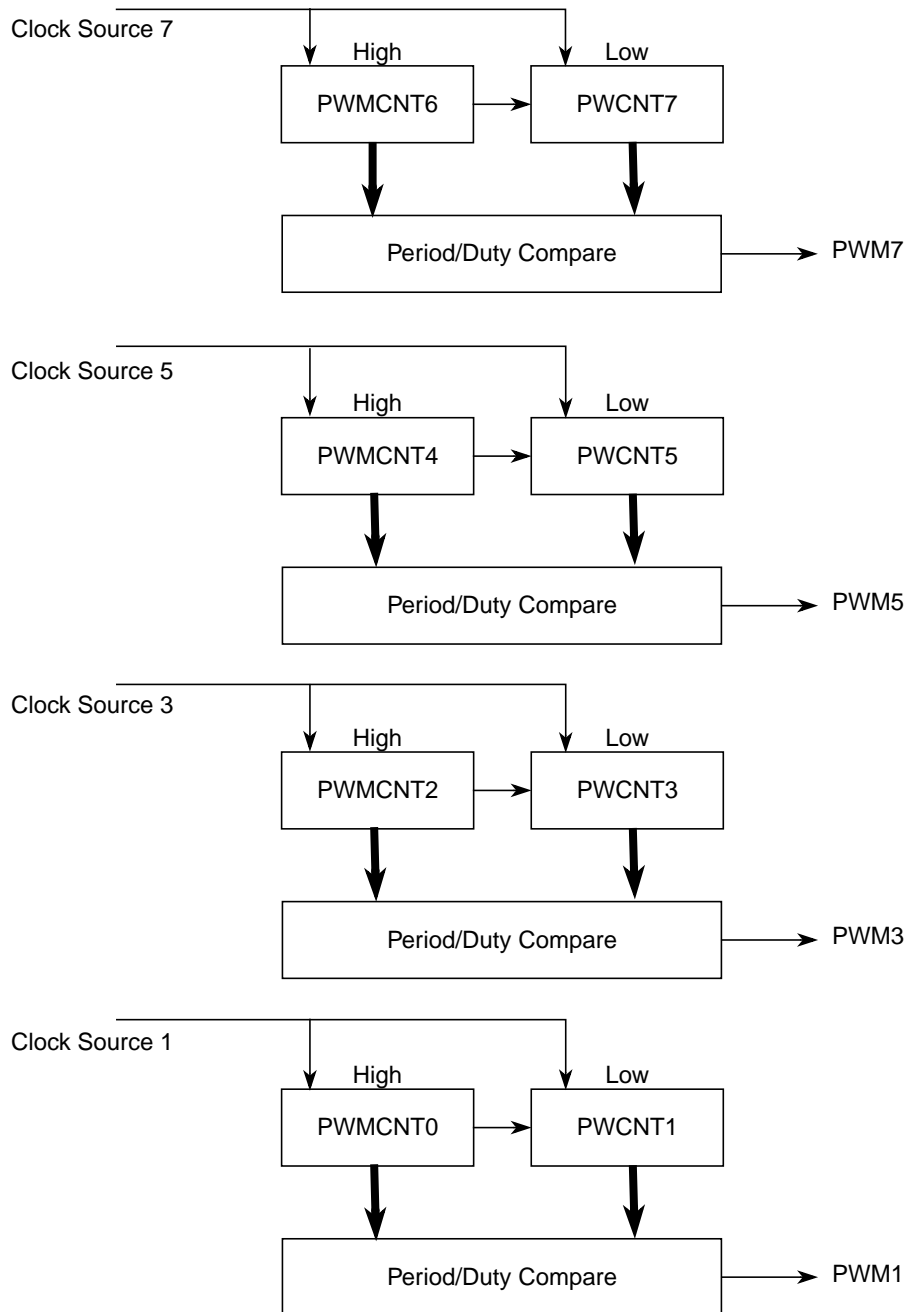 Clock Source 7
High
Low
PWMCNT6
PWCNT7
Period/Duty Compare
PWM7
Clock Source 5
High
Low
PWMCNT4
PWCNT5
Period/Duty Compare
PWM5
Clock Source 3
High
Low
PWMCNT2
PWCNT3
Period/Duty Compare
PWM3
Clock Source 1
High
Low
PWMCNT0
PWCNT1
Period/Duty Compare
PWM1